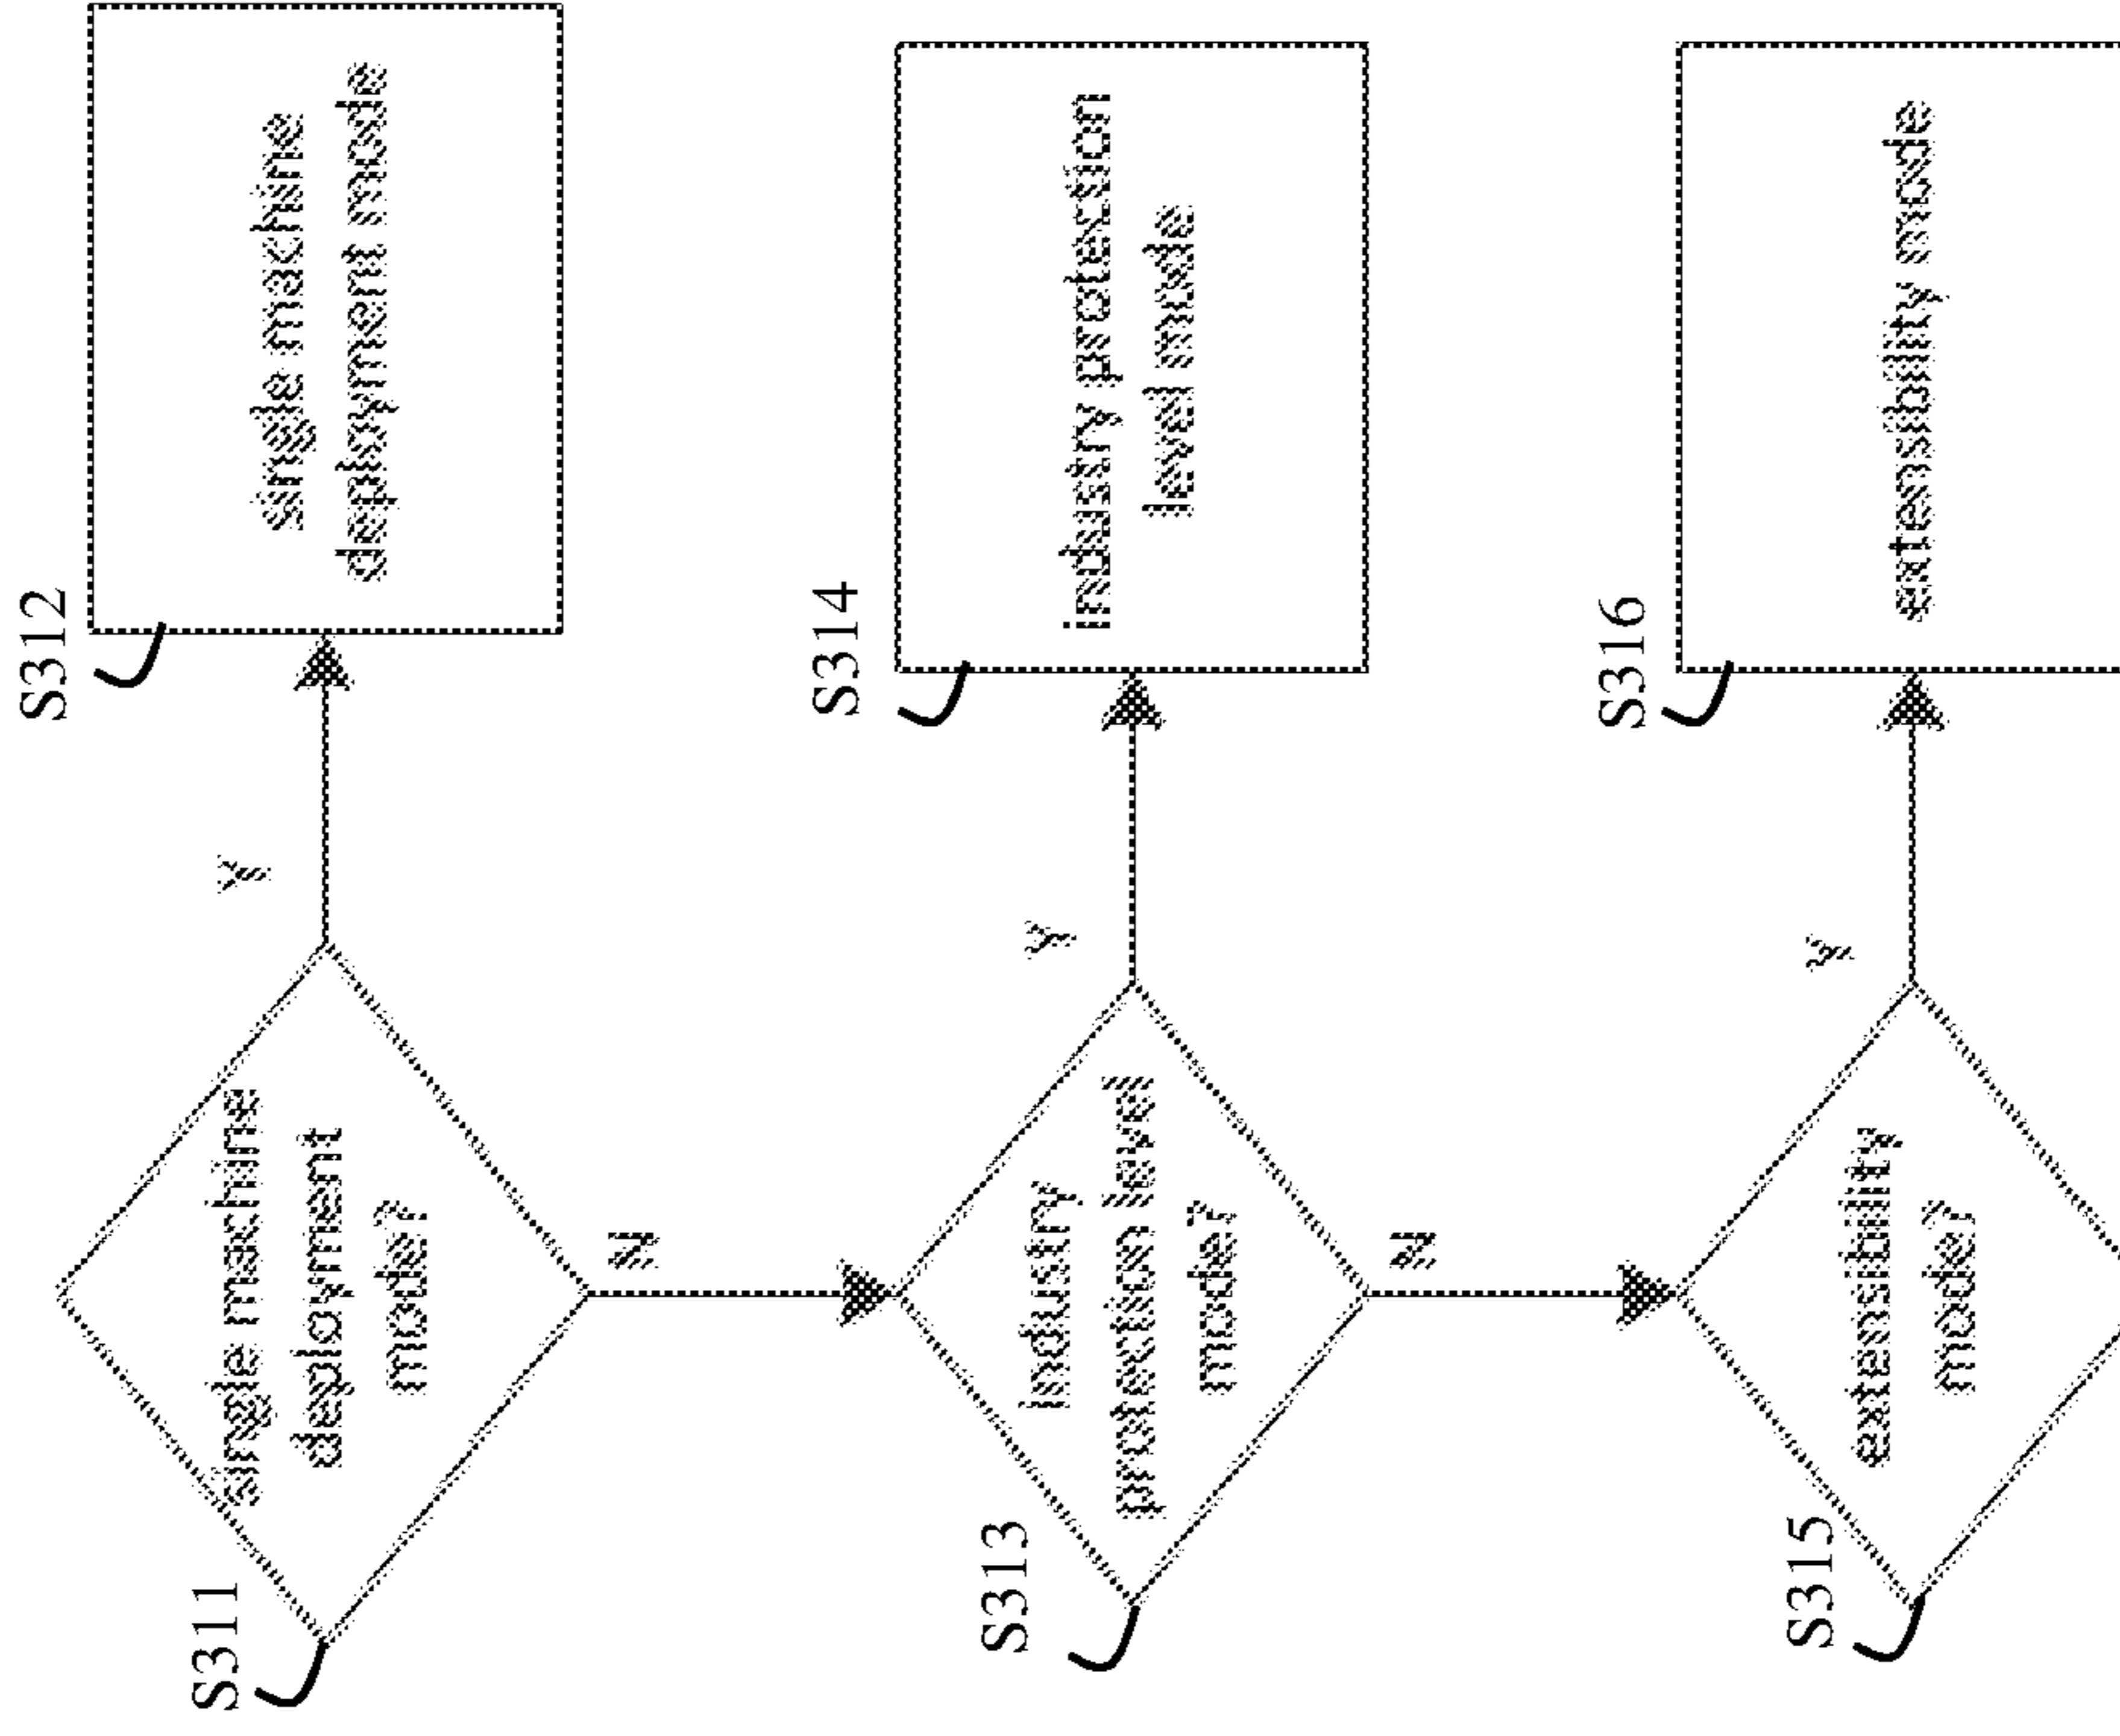 S311
single machine
deployment
mode?
Y
S312
single machine
deployment mode
N
S313
industry
protection level
mode?
Y
S314
industry protection
level mode
N
S315
extensibility
mode?
Y
S316
extensibility mode